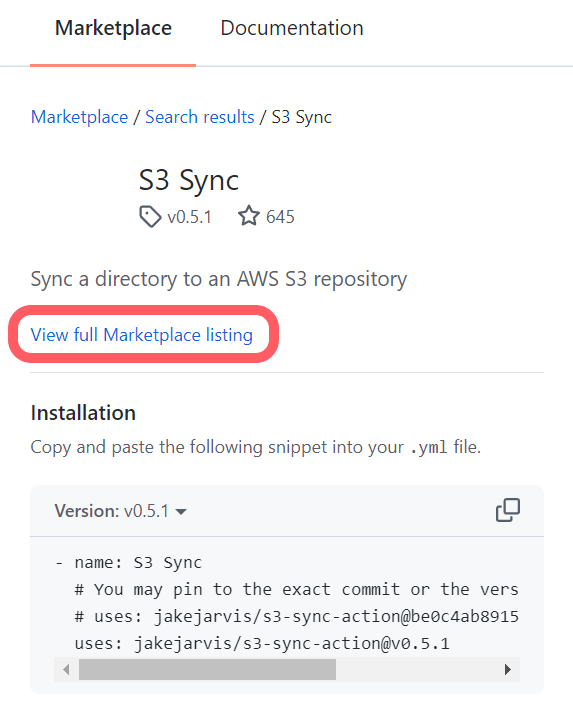 Marketplace Documentation
Marketplace / Search results / S3 Sync
S3 Sync
v0.5.1 645
Sync a directory to an AWS S3 repository
View full Marketplace listing
Installation
Copy and paste the following snippet into your .yml file.
Version: v0.5.1
- name: S3 Sync
# You may pin to the exact commit or the vers
# uses: jakejarvis/s3-sync-action@be0c4ab8915
uses: jakejarvis/s3-sync-action@v0.5.1